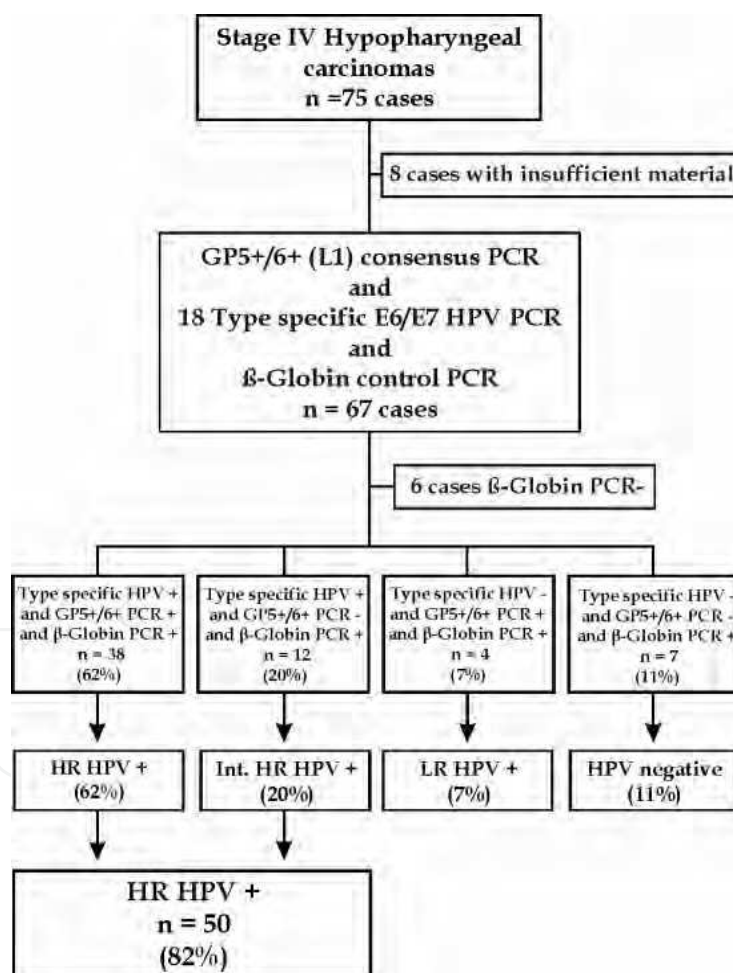 Stage IV Hypopharyngeal
carcinomas
n =75 cases
8 cases with insufficient material
GP5+/6+ (L1) consensus PCR
and
18 Type specific E6/E7 HPV PCR
and
ß-Globin control PCR
n = 67 cases
6 cases ß-Globin PCR-
Type specific HPV +
and GP5+/6+ PCR +
and β-Globin PCR +
n = 38
(62%)
Type specific HPV +
and GP5+/6+ PCR -
and β-Globin PCR +
n = 12
(20%)
Type specific HPV -
and GP5+/6+ PCR +
and β-Globin PCR +
n = 4
(7%)
Type specific HPV -
and GP5+/6+ PCR -
and β-Globin PCR +
n = 7
(11%)
HR HPV +
(62%)
Int. HR HPV +
(20%)
LR HPV +
(7%)
HPV negative
(11%)
HR HPV +
n = 50
(82%)